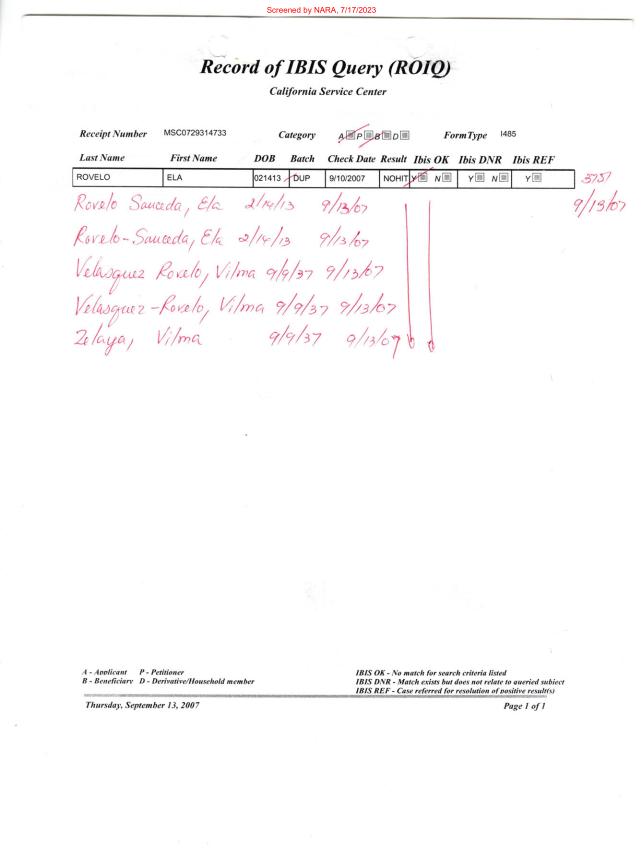 Screened by NARA, 7/17/2023
Record of IBIS Query (ROIQ)
California Service Center
Receipt Number MSC0729314733 Category A P B D Form Type I485
Last Name First Name DOB Batch Check Date Result Ibis OK Ibis DNR Ibis REF
ROVELO ELA 021413 DUP 9/10/2007 NOHIT Y N Y N Y
Rovelo Sauceda, Ela 2/14/13 9/13/07 9/13/07
Rovelo-Sauceda, Ela 2/14/13 9/13/07
Velasquez Rovelo, Vilma 9/9/37 9/13/07
Velasquez-Rovelo, Vilma 9/9/37 9/13/07
Zelaya, Vilma 9/9/37 9/13/07
A - Applicant P - Petitioner IBIS OK - No match for search criteria listed
B - Beneficiary D - Derivative/Household member IBIS DNR - Match exists but does not relate to queried subject
IBIS REF - Case referred for resolution of positive result(s)
Thursday, September 13, 2007 Page 1 of 1